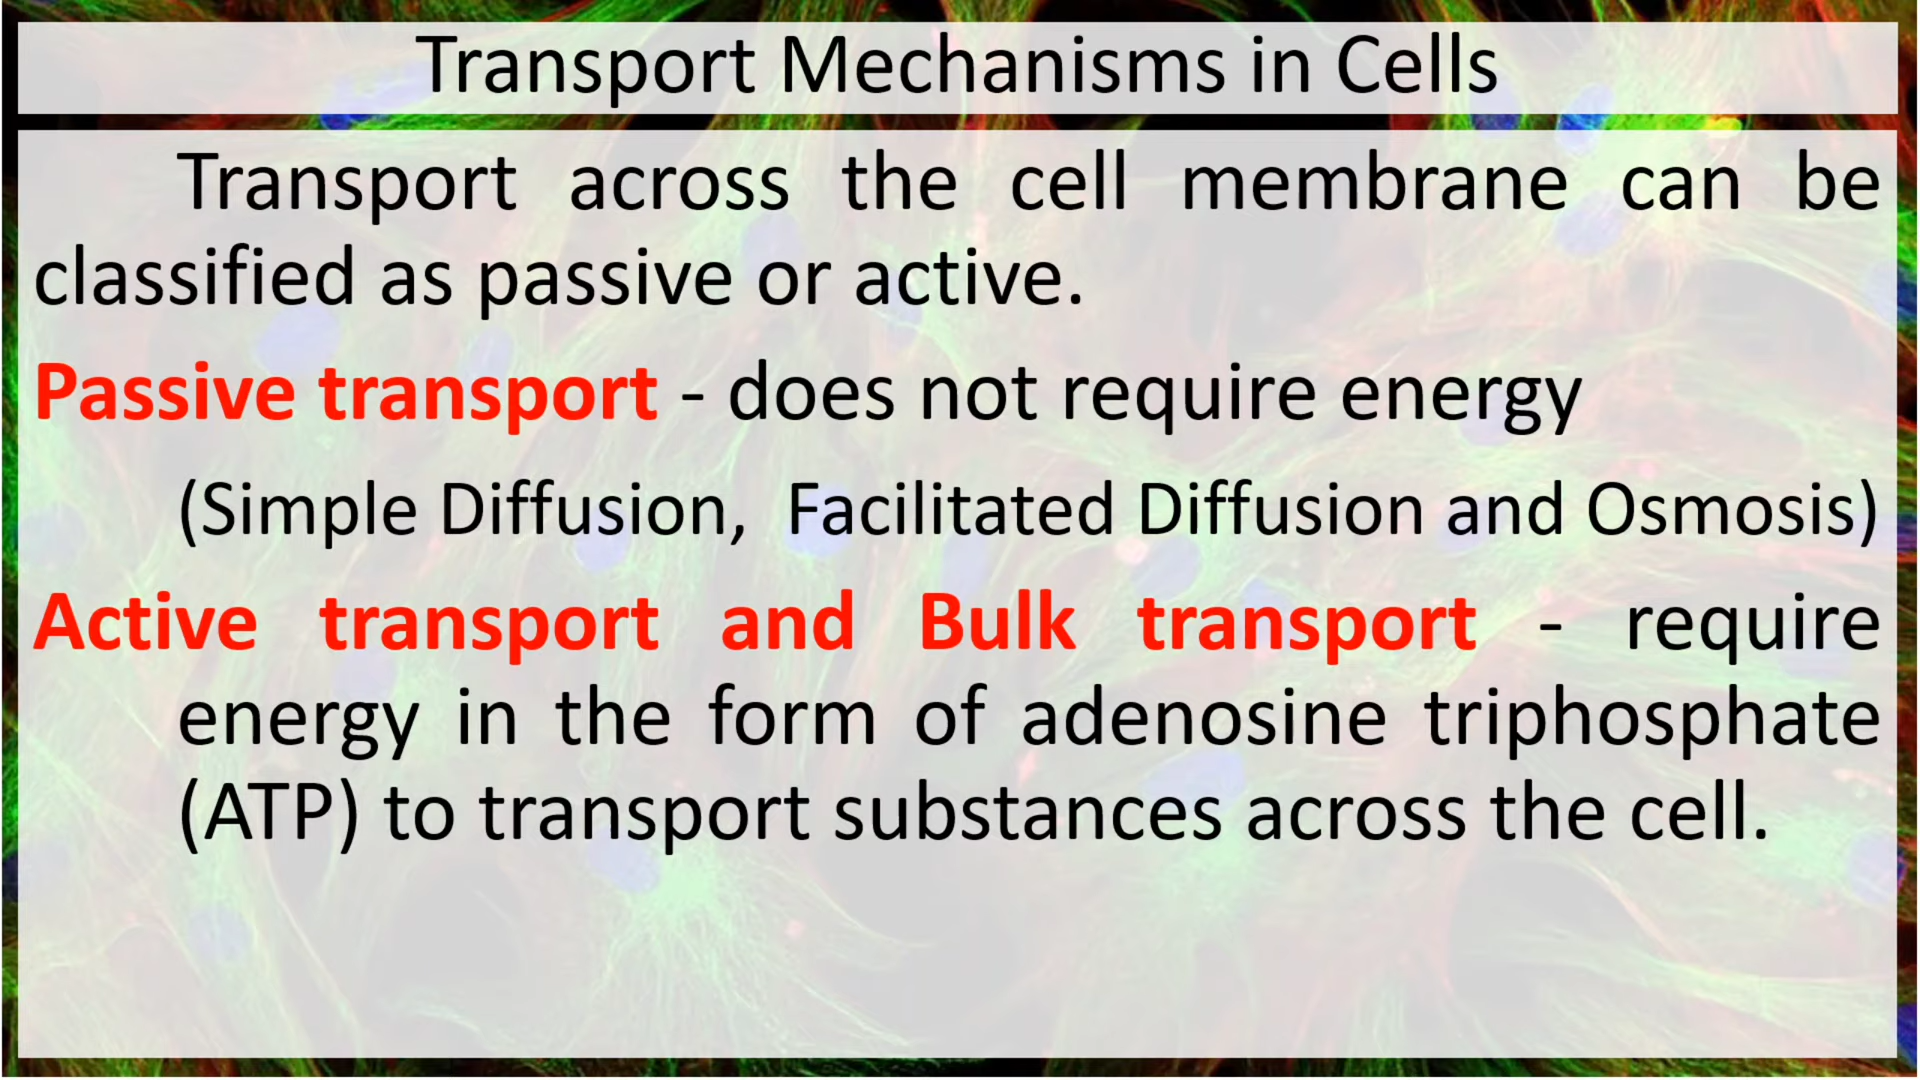 Transport Mechanisms in Cells
Transport across the cell membrane can be
classified as passive or active.
Passive transport - does not require energy
(Simple Diffusion, Facilitated Diffusion and Osmosis)
Active transport and Bulk transport - require
energy in the form of adenosine triphosphate
(ATP) to transport substances across the cell.